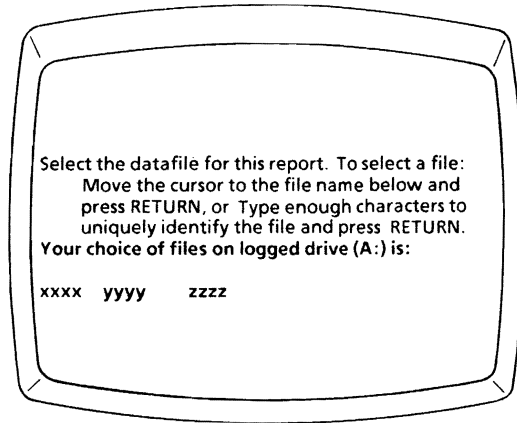 Select the datafile for this report. To select a file:
Move the cursor to the file name below and
press RETURN, or Type enough characters to
uniquely identify the file and press RETURN.
Your choice of files on logged drive (A:) is:
xxxx yyyy zzzz